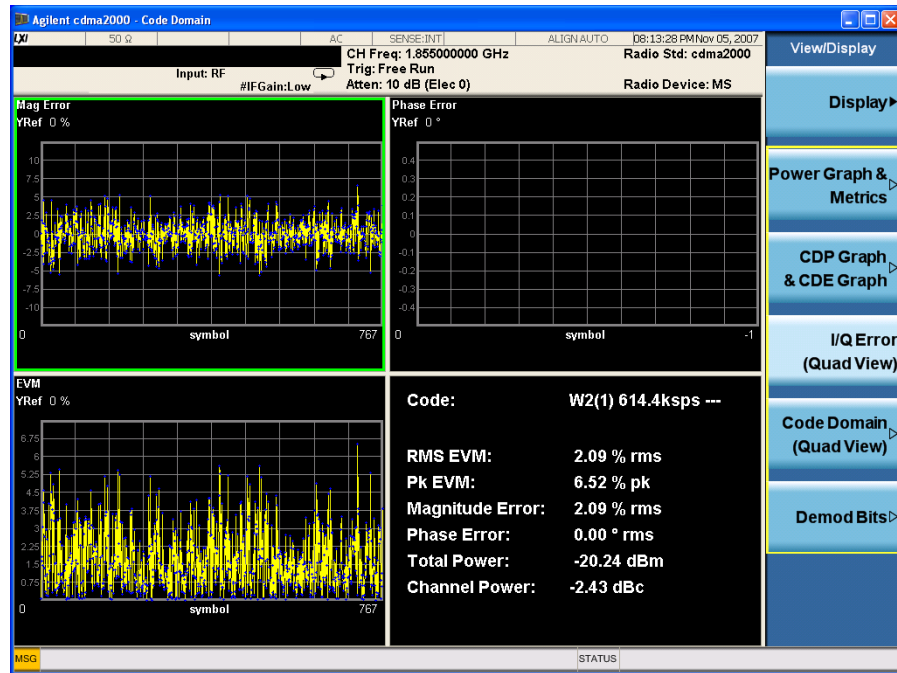 Agilent cdma2000 - Code Domain
LXI 50 Ω AC SENSE:INT ALIGN AUTO 08:13:28 PM Nov 05, 2007
CH Freq: 1.855000000 GHz Radio Std: cdma2000
Input: RF Trig: Free Run
#IFGain:Low Atten: 10 dB (Elec 0) Radio Device: MS
View/Display
Display
Power Graph &
Metrics
CDP Graph
& CDE Graph
I/Q Error
(Quad View)
Code Domain
(Quad View)
Demod Bits
Mag Error
YRef 0 %
10
7.5
5
2.5
0
-2.5
-5
-7.5
-10
0 symbol 767
Phase Error
YRef 0 °
0.4
0.3
0.2
0.1
0
-0.1
-0.2
-0.3
-0.4
0 symbol -1
EVM
YRef 0 %
6.75
6
5.25
4.5
3.75
3
2.25
1.5
0.75
0 symbol 767
Code: W2(1) 614.4ksps ---
RMS EVM: 2.09 % rms
Pk EVM: 6.52 % pk
Magnitude Error: 2.09 % rms
Phase Error: 0.00 ° rms
Total Power: -20.24 dBm
Channel Power: -2.43 dBc
MSG STATUS